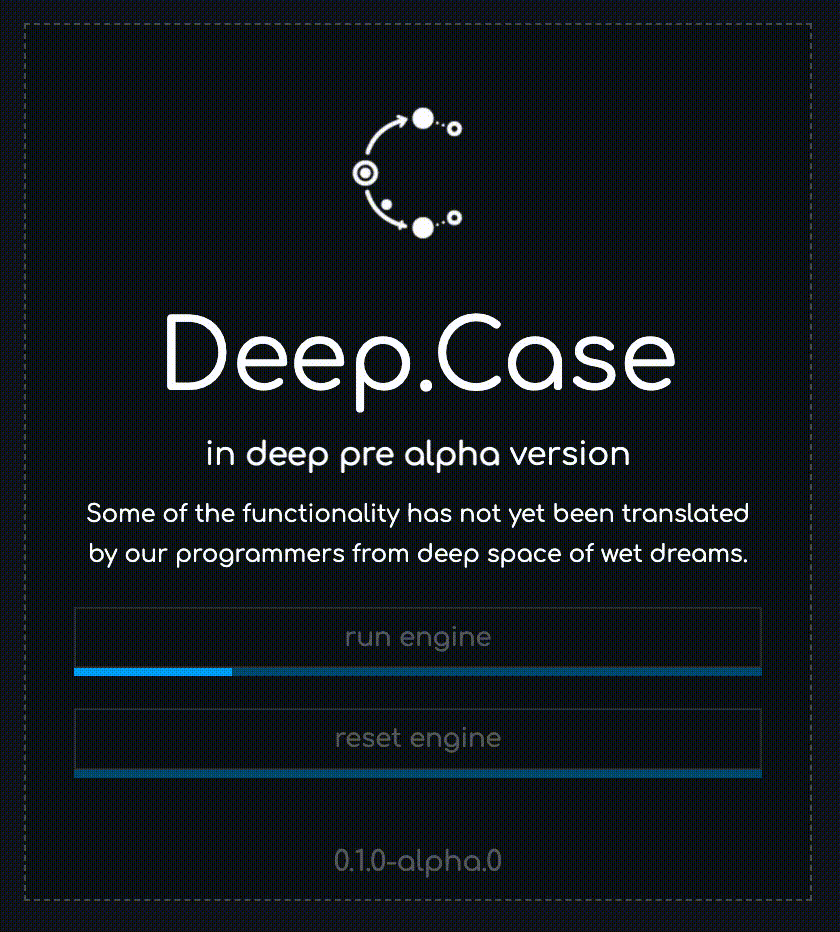 Deep.Case
in deep pre alpha version
Some of the functionality has not yet been translated
by our programmers from deep space of wet dreams.
run engine
reset engine
0.1.0-alpha.0